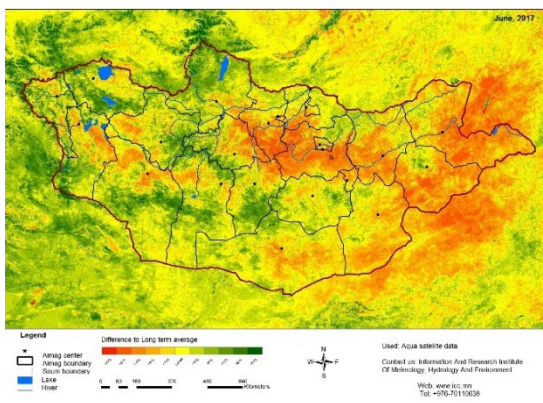 June, 2017
Legend
Aimag center
Aimag boundary
Soum boundary
Lake
River
Difference to Long term average
Kilometers
N
W E
S
Used: Aqua satellite data
Contact us: Information And Research Institute
Of Meteology, Hydrology And Environment
Web: www.icc.mn
Tel: +976-70110638